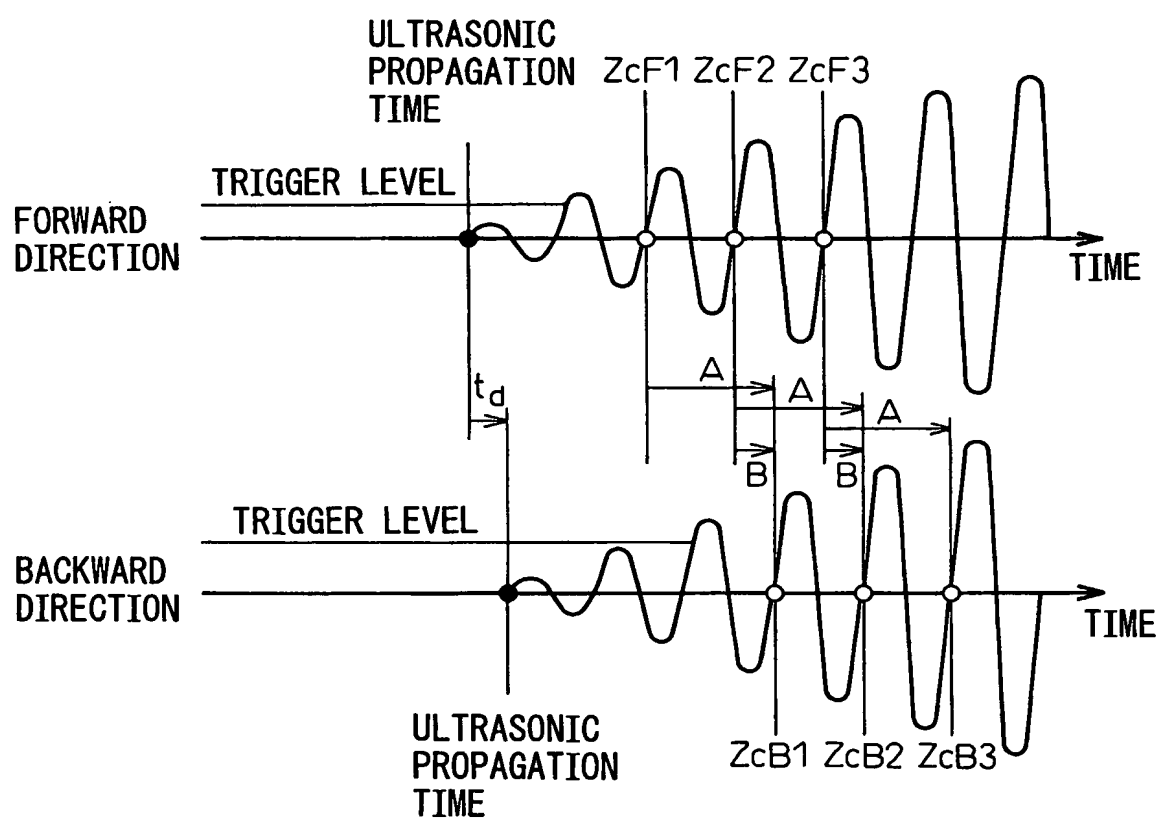 ULTRASONIC
PROPAGATION
TIME
ZcF1 ZcF2 ZcF3
TRIGGER LEVEL
FORWARD
DIRECTION
TIME
A
td
A
A
B
B
TRIGGER LEVEL
BACKWARD
DIRECTION
TIME
ULTRASONIC
PROPAGATION
TIME
ZcB1 ZcB2 ZcB3